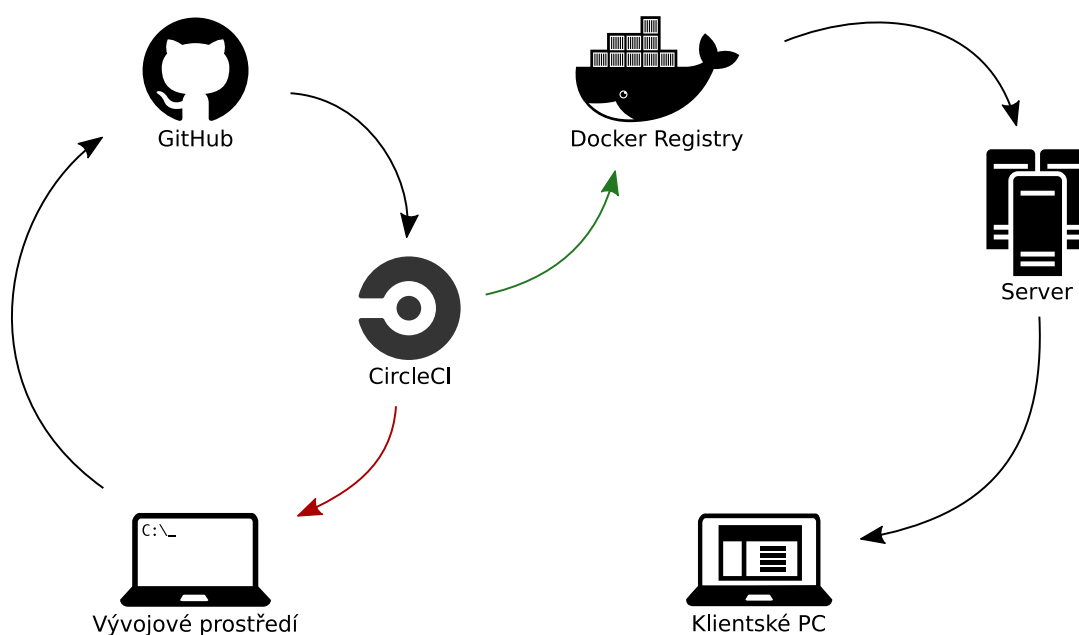 GitHub
Docker Registry
Server
CircleCI
C:\_
Vývojové prostředí
Klientské PC